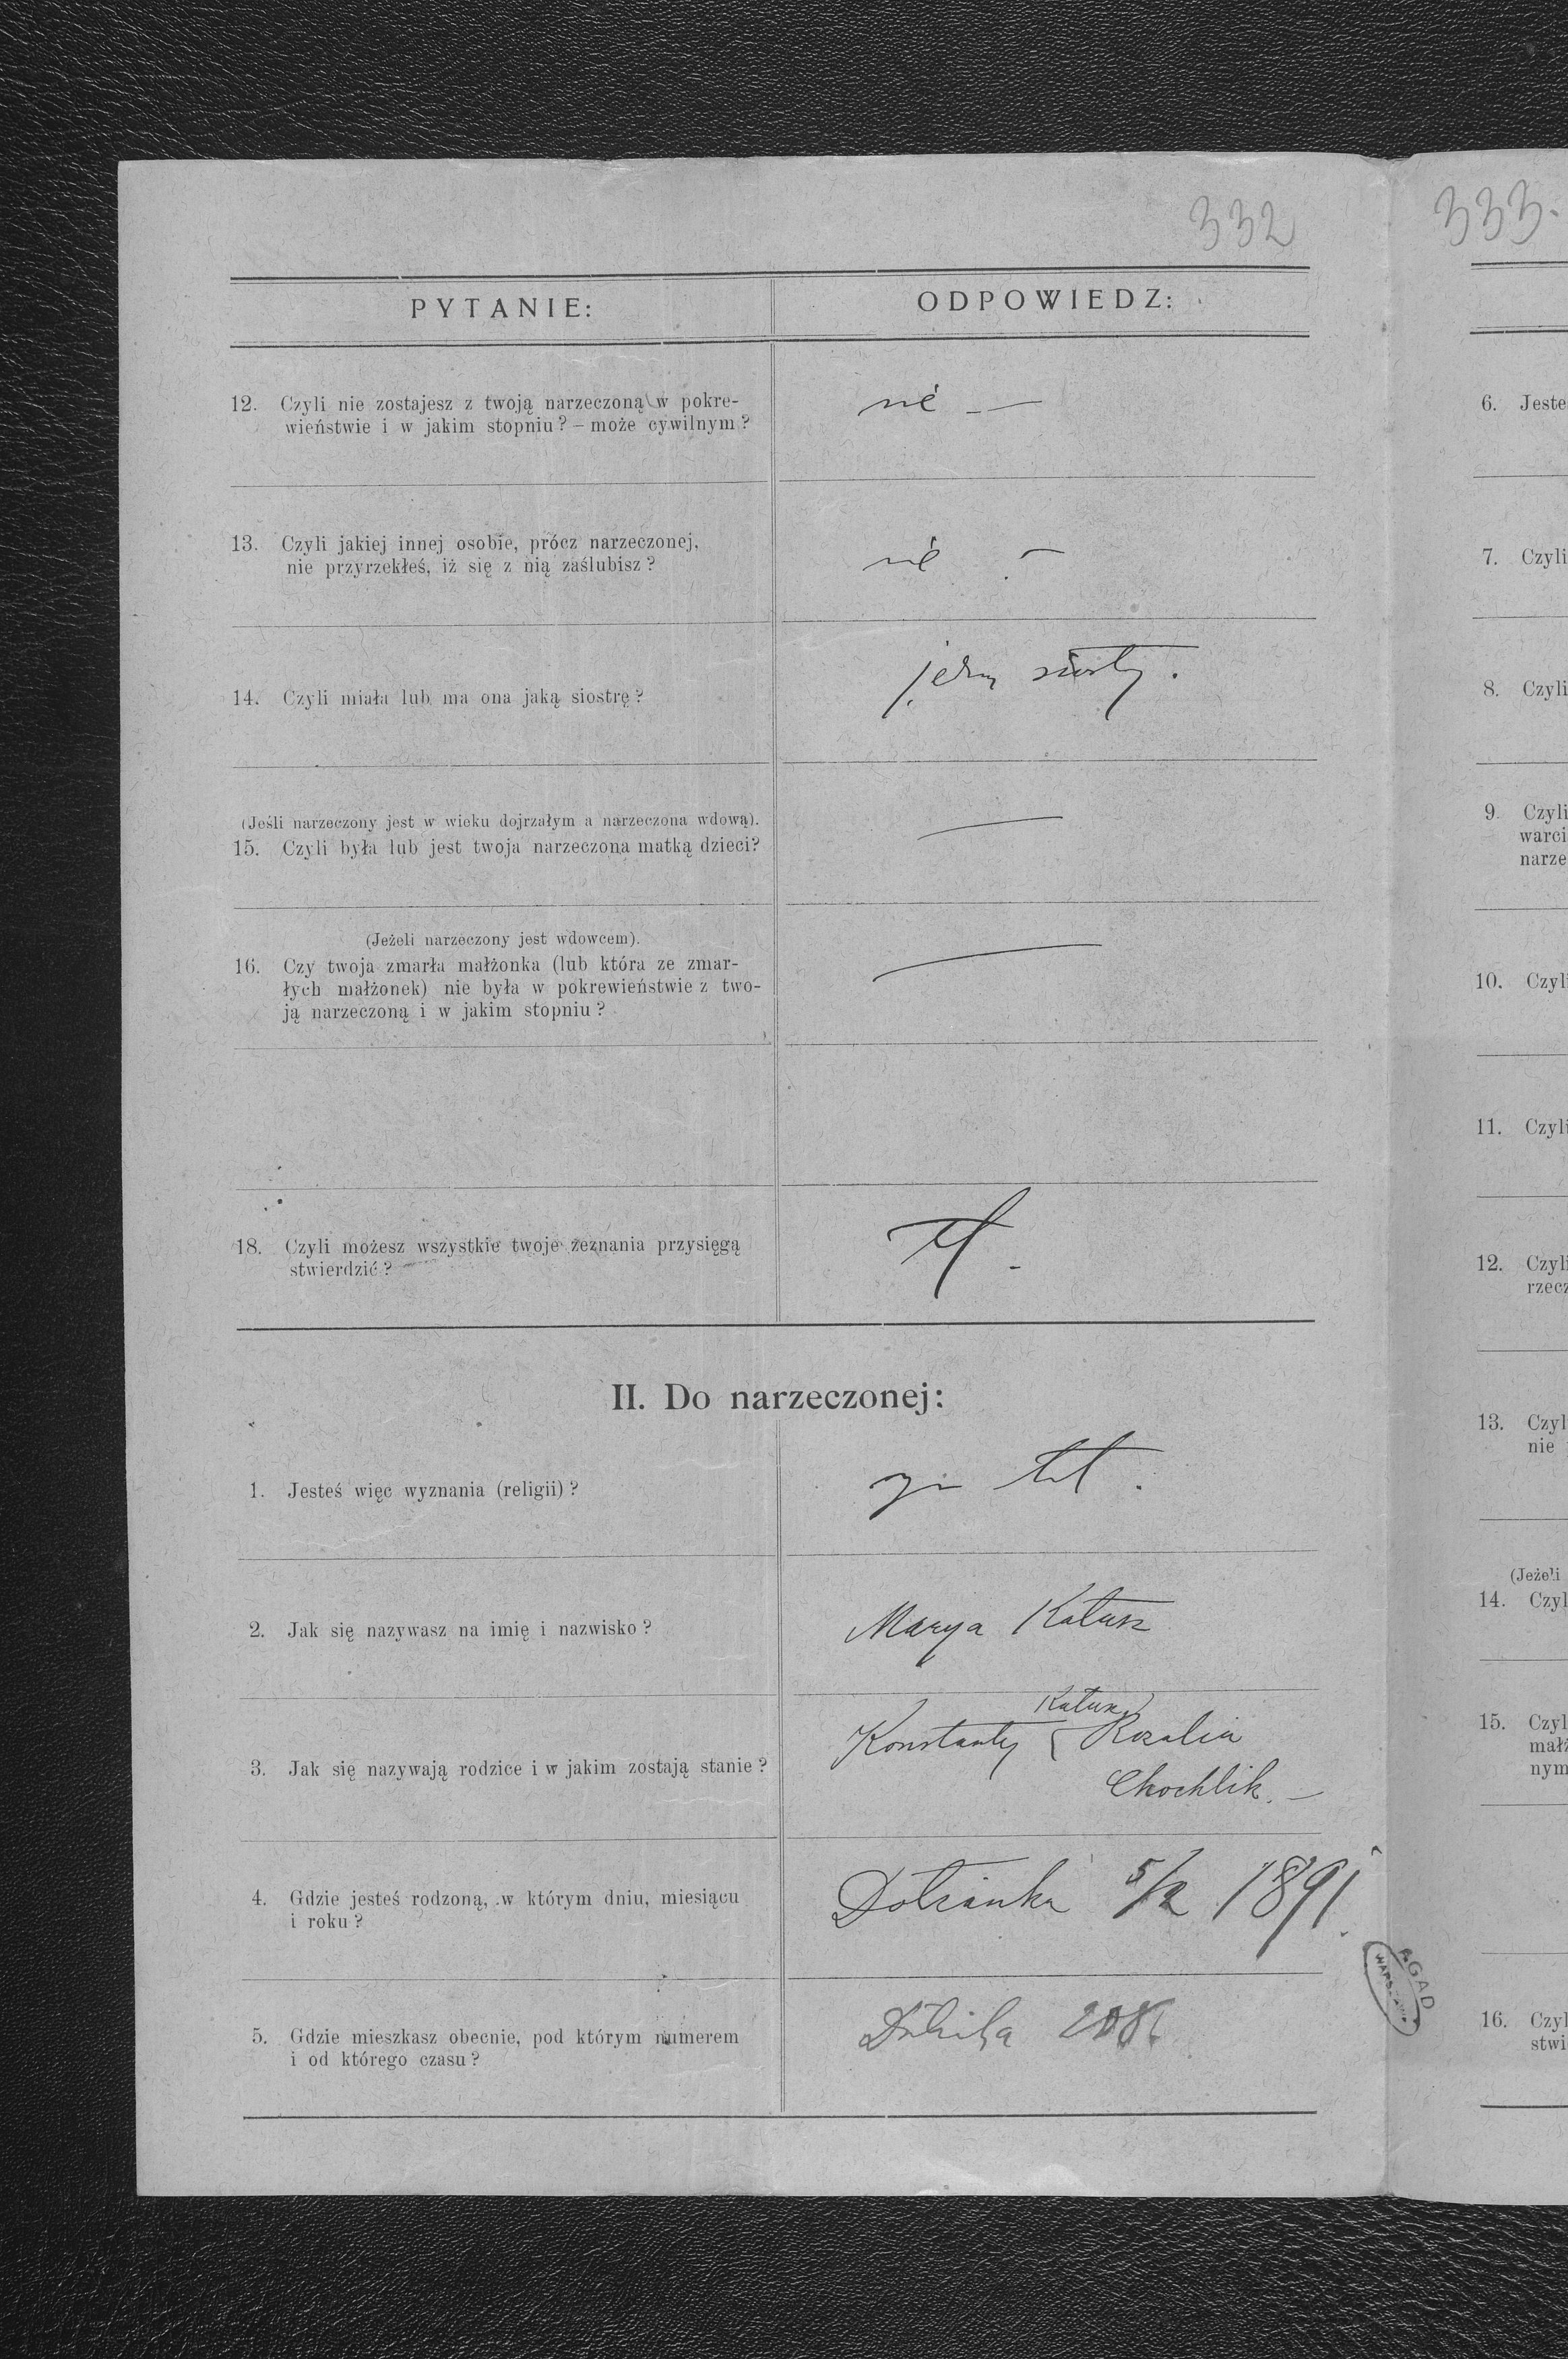 332
333.
PYTANIE:
ODPOWIEDZ:
12. Czyli nie zostajesz z twoją narzeczoną w pokre-
wieństwie i w jakim stopniu? – może cywilnym?
nie - —
13. Czyli jakiej innej osobie, prócz narzeczonej,
nie przyrzekłeś, iż się z nią zaślubisz?
nie —
14. Czyli miała lub ma ona jaką siostrę?
(Jeśli narzeczony jest w wieku dojrzałym a narzeczona wdową).
15. Czyli była lub jest twoja narzeczona matką dzieci?
—
(Jeżeli narzeczony jest wdowcem).
16. Czy twoja zmarła małżonka (lub która ze zmar-
łych małżonek) nie była w pokrewieństwie z two-
ją narzeczoną i w jakim stopniu?
—
18. Czyli możesz wszystkie twoje zeznania przysięgą
stwierdzić?
II. Do narzeczonej:
1. Jesteś więc wyznania (religii)?
2. Jak się nazywasz na imię i nazwisko?
Marya Kałusz
3. Jak się nazywają rodzice i w jakim zostają stanie?
Kałusz
Konstanty Rozalia
Chochlik. —
4. Gdzie jesteś rodzoną, w którym dniu, miesiącu
i roku?
5/2 1891
5. Gdzie mieszkasz obecnie, pod którym numerem
i od którego czasu?
6. Jeste
7. Czyli
8. Czyli
9. Czyli
warci
narze
10. Czyli
11. Czyli
12. Czyli
rzecz
13. Czyl
nie
(Jeżeli
14. Czyl
15. Czyl
małż
nym
16. Czyl
stwi
AGAD